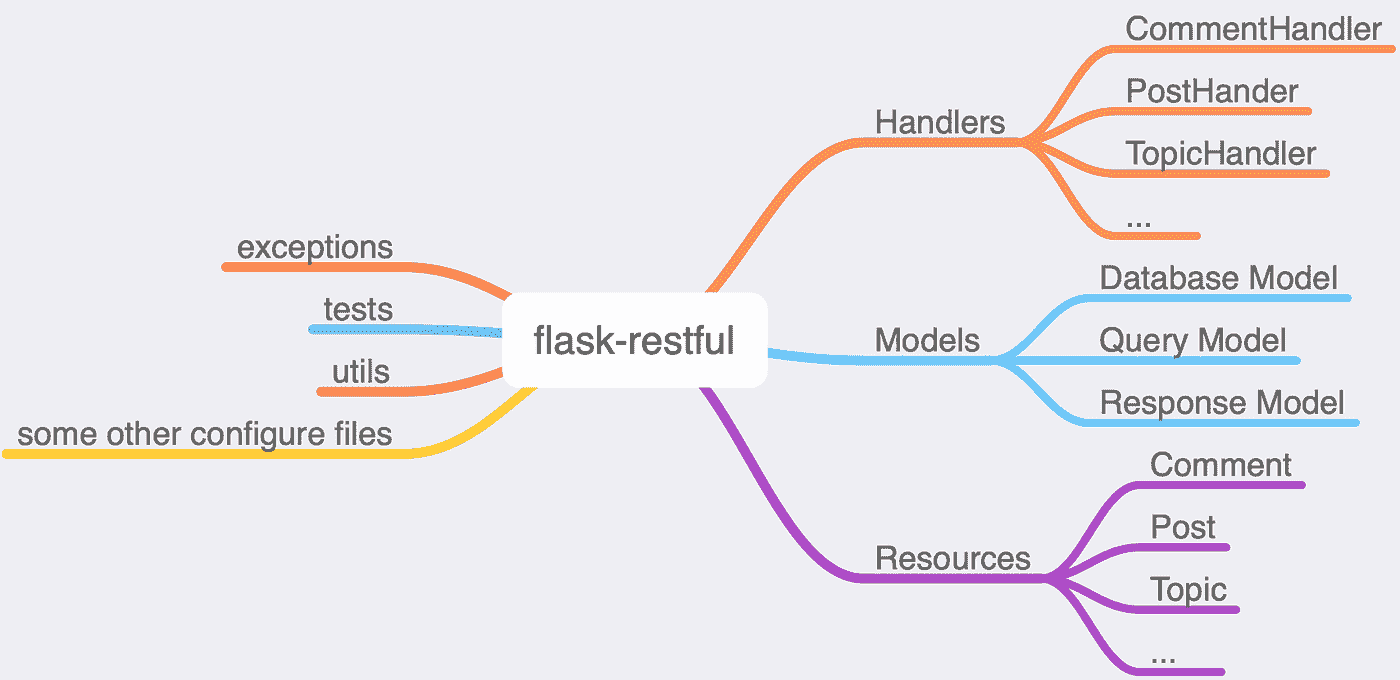 CommentHandler
PostHander
Handlers
TopicHandler
...
exceptions
tests
utils
some other configure files
flask-restful
Database Model
Models
Query Model
Response Model
Comment
Post
Resources
Topic
...